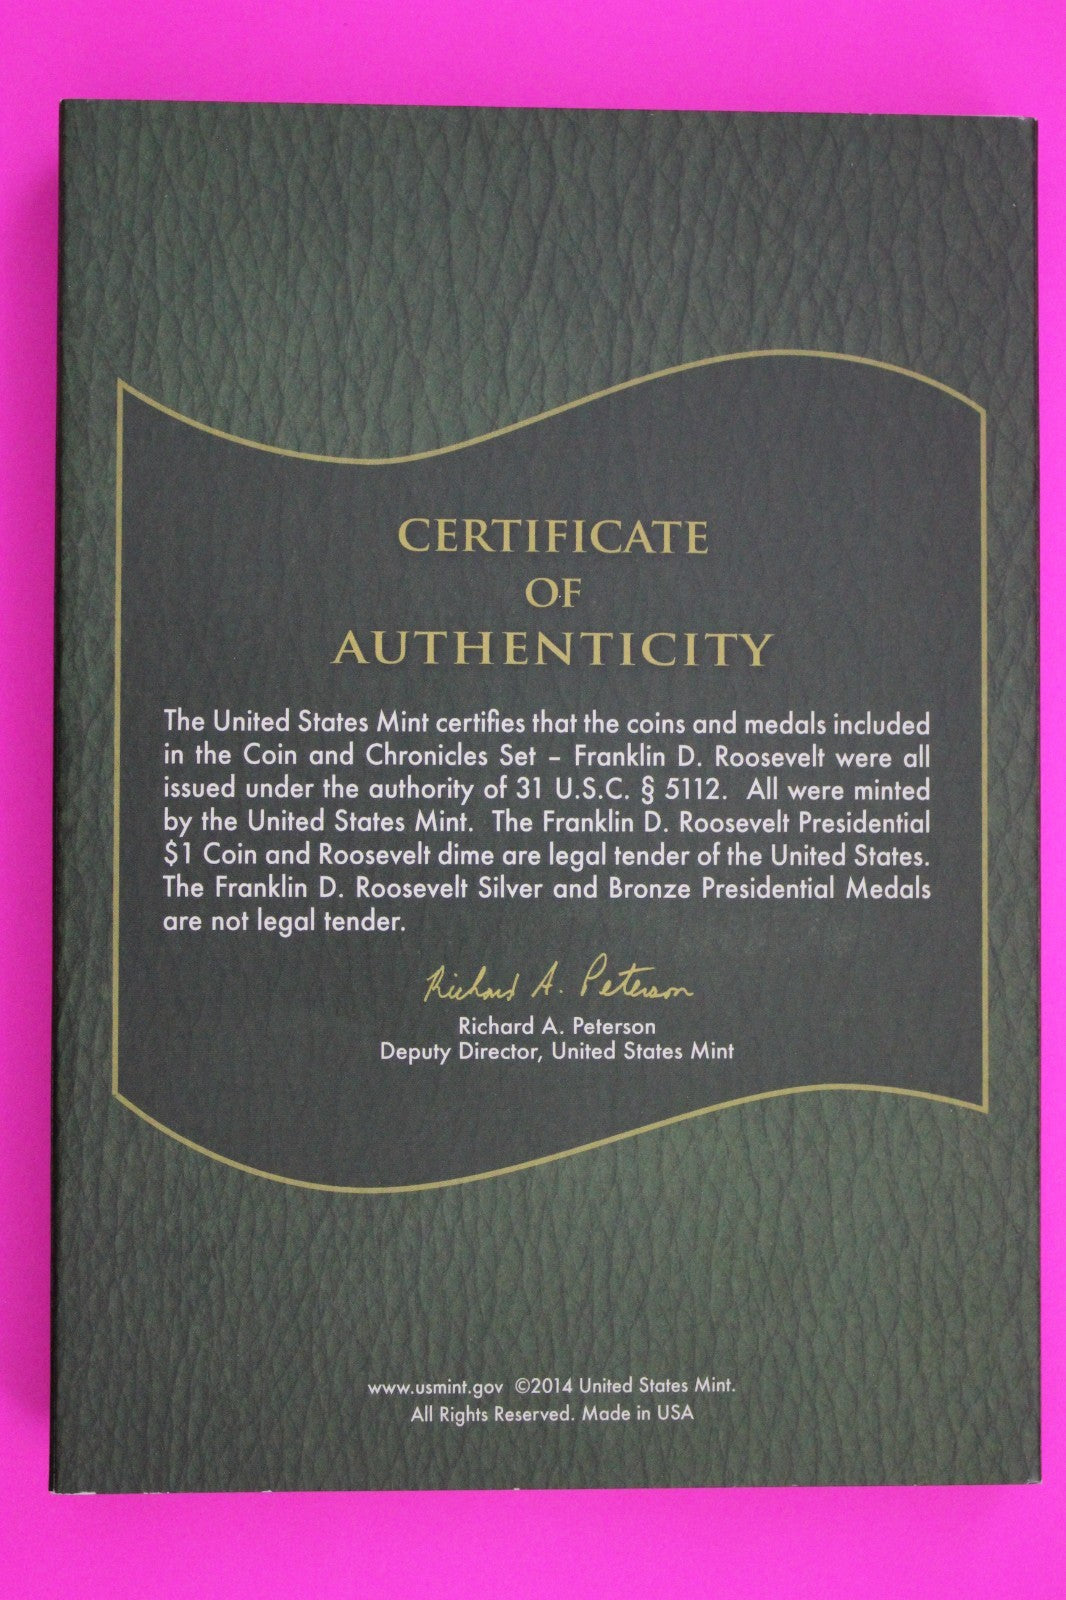 CERTIFICATE
OF
AUTHENTICITY
The United States Mint certifies that the coins and medals included
in the Coin and Chronicles Set – Franklin D. Roosevelt were all
issued under the authority of 31 U.S.C. § 5112. All were minted
by the United States Mint. The Franklin D. Roosevelt Presidential
$1 Coin and Roosevelt dime are legal tender of the United States.
The Franklin D. Roosevelt Silver and Bronze Presidential Medals
are not legal tender.
Richard A. Peterson
Richard A. Peterson
Deputy Director, United States Mint
www.usmint.gov ©2014 United States Mint.
All Rights Reserved. Made in USA